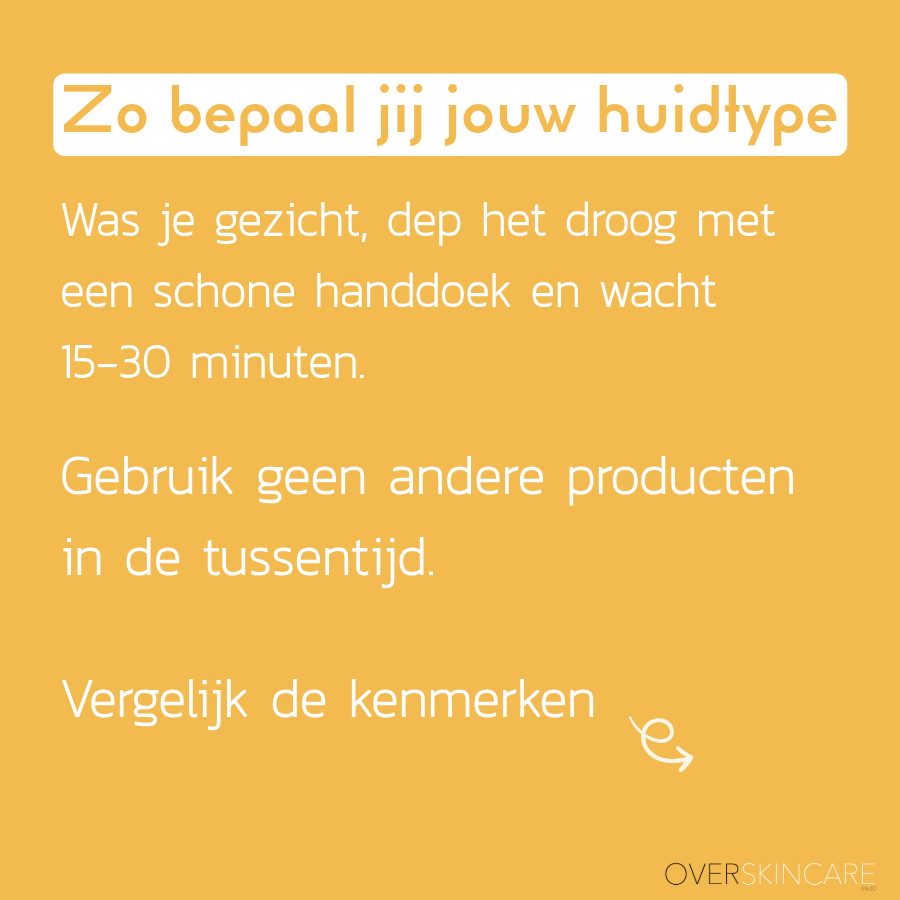 Zo bepaal jij jouw huidtype
Was je gezicht, dep het droog met
een schone handdoek en wacht
15-30 minuten.
Gebruik geen andere producten
in de tussentijd.
Vergelijk de kenmerken
OVERSKINCARE